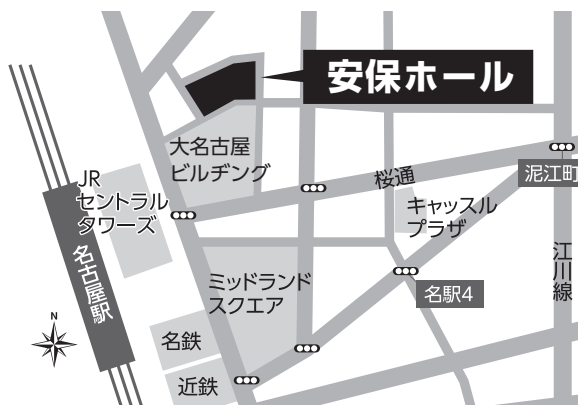 安保ホール
大名古屋
ビルヂング
JR
セントラル
タワーズ
桜通
泥江町
キャッスル
プラザ
名古屋駅
ミッドランド
スクエア
江川線
名駅4
N
名鉄
近鉄